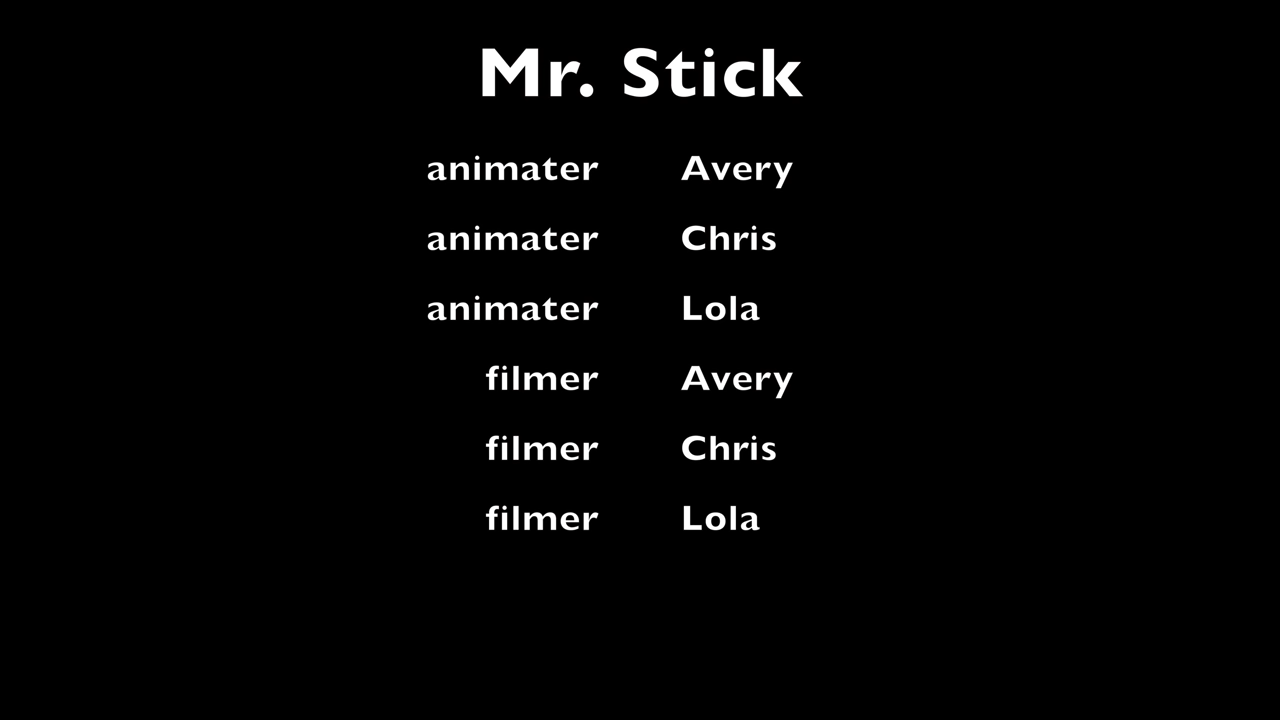 Mr. Stick
animater Avery
animater Chris
animater Lola
filmer Avery
filmer Chris
filmer Lola